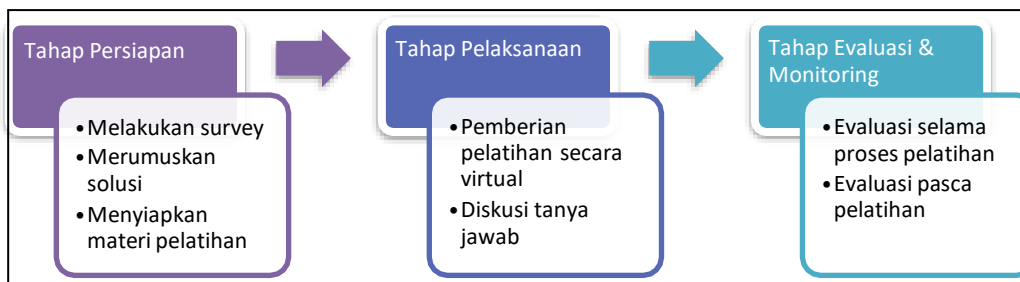 Tahap Persiapan
• Melakukan survey
• Merumuskan
solusi
• Menyiapkan
materi pelatihan
Tahap Pelaksanaan
• Pemberian
pelatihan secara
virtual
• Diskusi tanya
jawab
Tahap Evaluasi &
Monitoring
• Evaluasi selama
proses pelatihan
• Evaluasi pasca
pelatihan